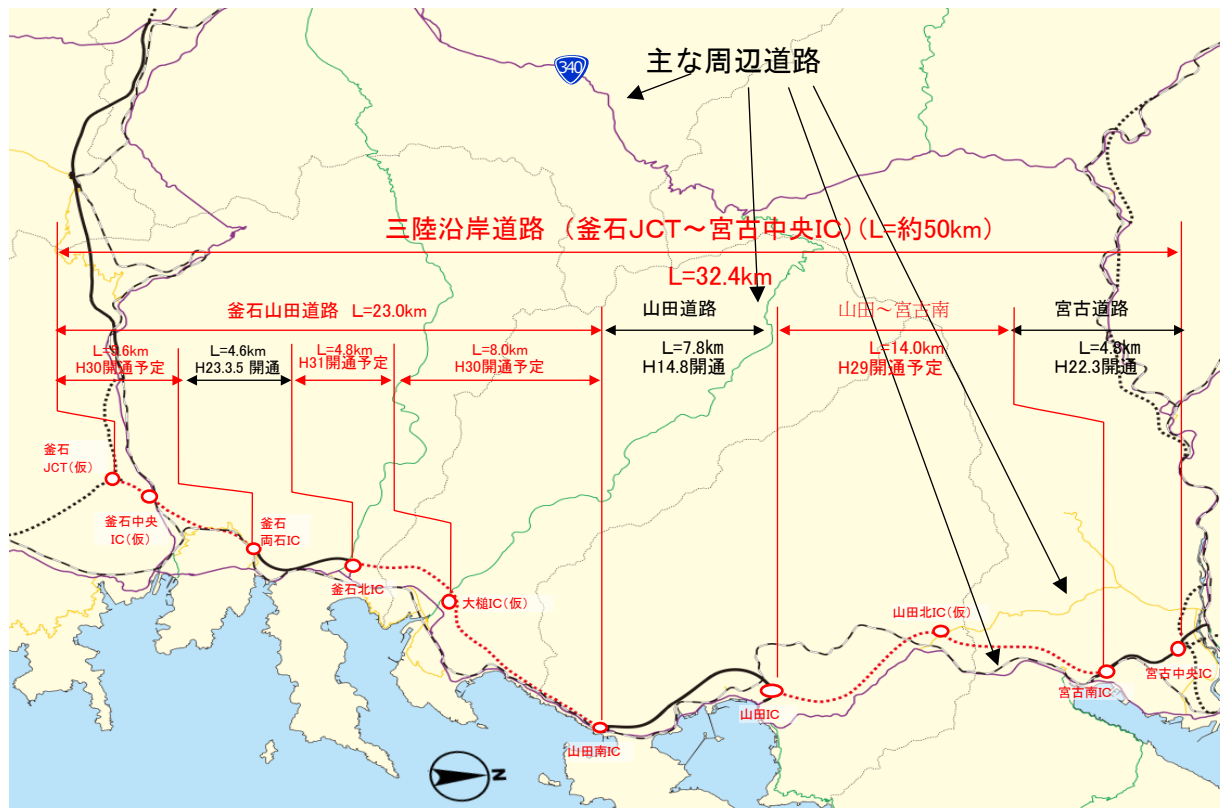 340
主な周辺道路
三陸沿岸道路 (釜石JCT～宮古中央IC)(L=約50km)
L=32.4km
釜石山田道路 L=23.0km
山田道路
山田～宮古南
宮古道路
L=3.6km
H30開通予定
L=4.6km
H23.3.5 開通
L=4.8km
H31開通予定
L=8.0km
H30開通予定
L=7.8km
H14.8開通
L=14.0km
H29開通予定
L=4.8km
H22.3開通
釜石
JCT(仮)
釜石中央
IC(仮)
釜石
両石IC
釜石北IC
大槌IC(仮)
山田南IC
山田IC
山田北IC(仮)
宮古南IC
宮古中央IC
N